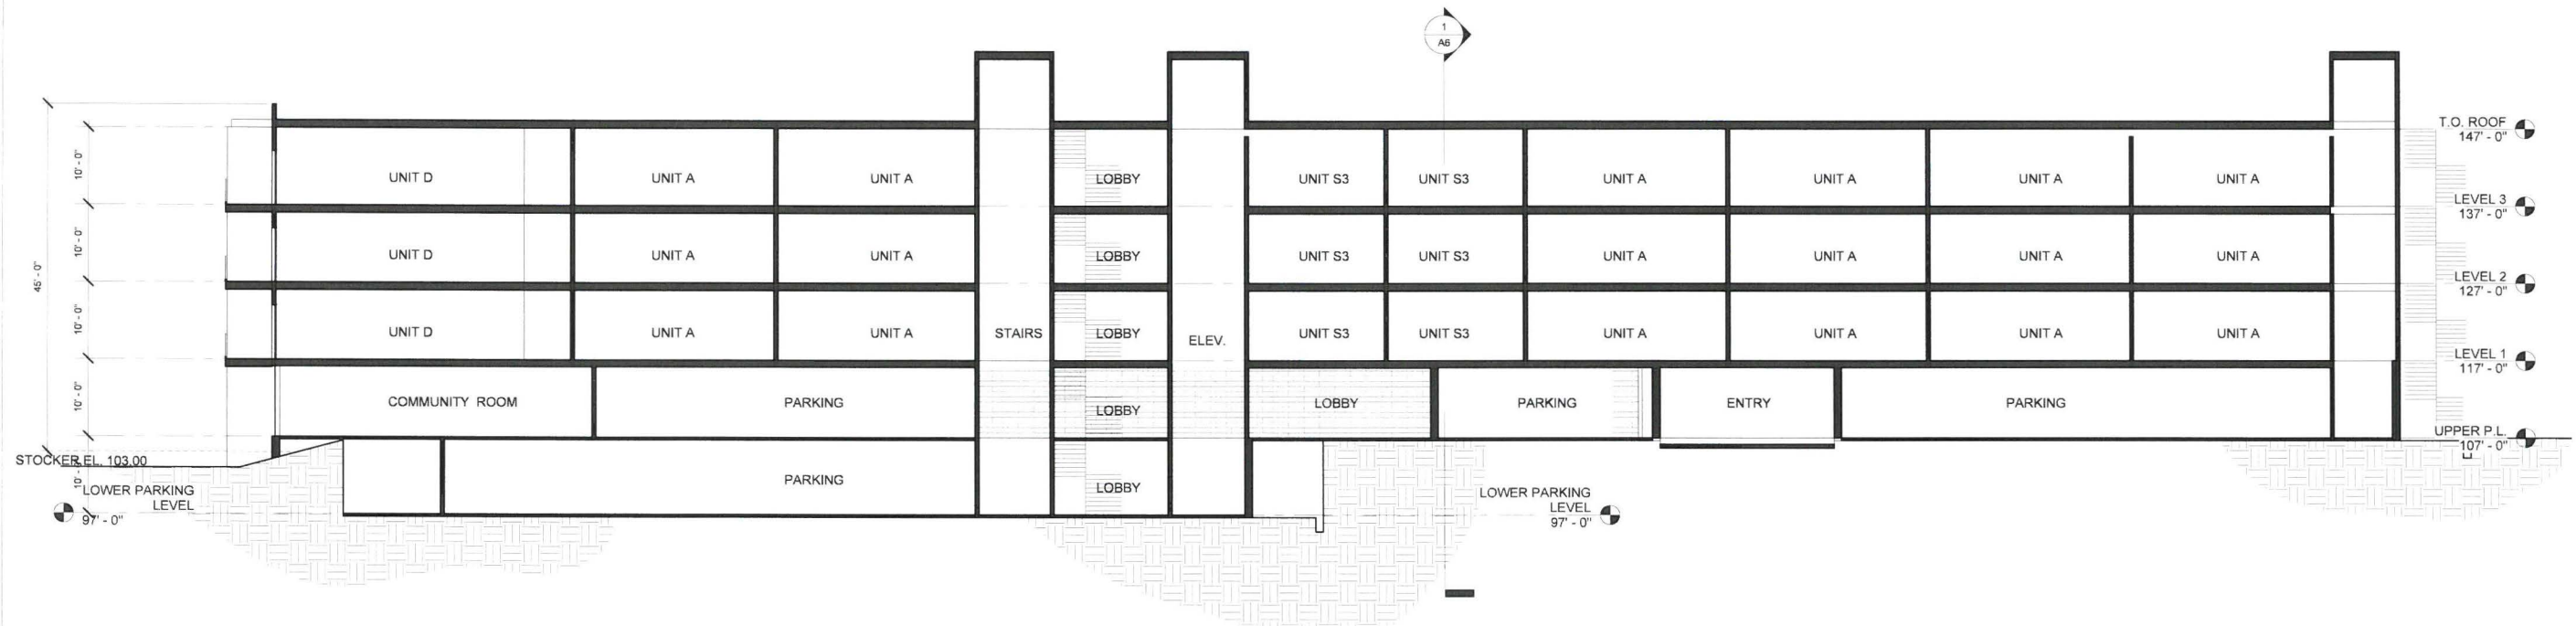 1
A6
T.O. ROOF
147' - 0"
10' - 0"
UNIT D
UNIT A
UNIT A
LOBBY
UNIT S3
UNIT S3
UNIT A
UNIT A
UNIT A
UNIT A
LEVEL 3
137' - 0"
10' - 0"
UNIT D
UNIT A
UNIT A
LOBBY
UNIT S3
UNIT S3
UNIT A
UNIT A
UNIT A
UNIT A
45' - 0"
LEVEL 2
127' - 0"
10' - 0"
UNIT D
UNIT A
UNIT A
STAIRS
LOBBY
ELEV.
UNIT S3
UNIT S3
UNIT A
UNIT A
UNIT A
UNIT A
LEVEL 1
117' - 0"
10' - 0"
COMMUNITY ROOM
PARKING
LOBBY
LOBBY
PARKING
ENTRY
PARKING
UPPER P.L.
107' - 0"
STOCKER EL. 103.00
10' - 0"
PARKING
LOBBY
LOWER PARKING
LEVEL
97' - 0"
LOWER PARKING
LEVEL
97' - 0"